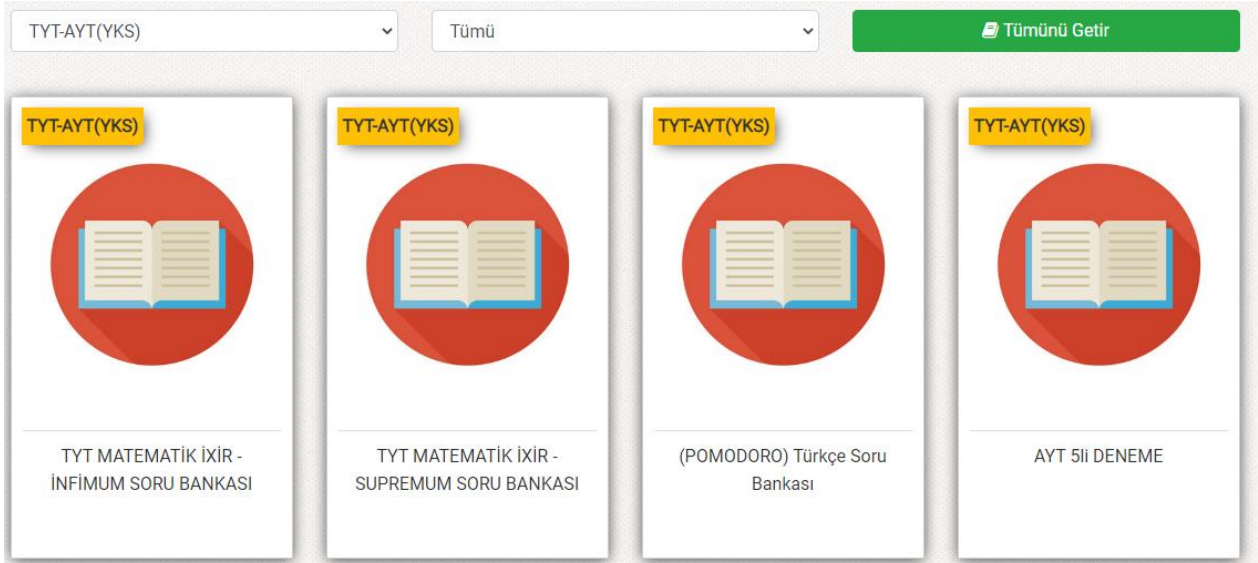 TYT-AYT(YKS)
Tümü
Tümünü Getir
TYT-AYT(YKS)
TYT MATEMATİK İXİR -
İNFİMUM SORU BANKASI
TYT-AYT(YKS)
TYT MATEMATİK İXİR -
SUPREMUM SORU BANKASI
TYT-AYT(YKS)
(POMODORO) Türkçe Soru
Bankası
TYT-AYT(YKS)
AYT 5li DENEME